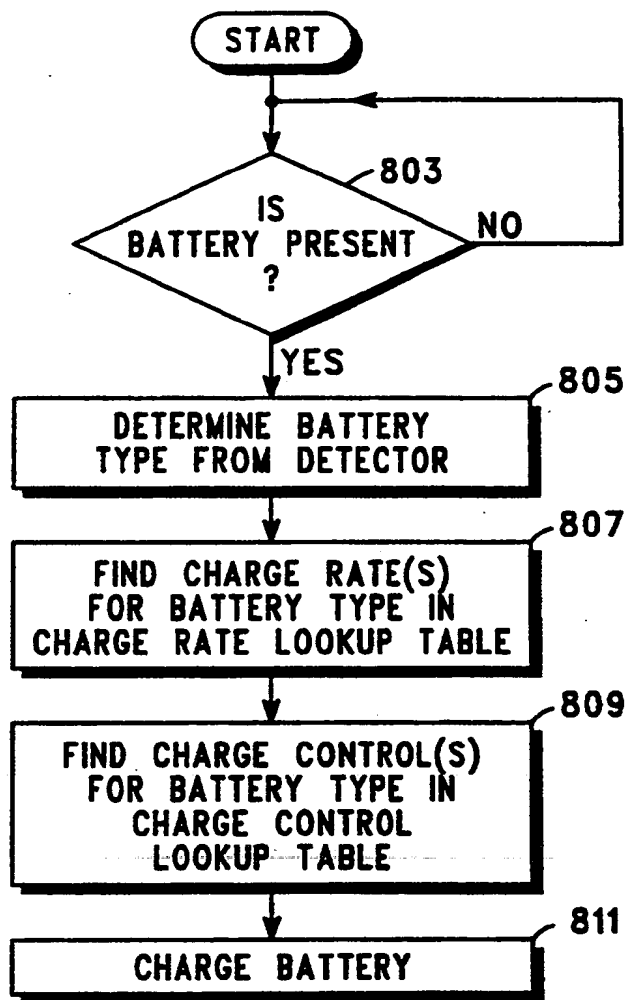 START
803
IS
BATTERY PRESENT
?
NO
YES
805
DETERMINE BATTERY
TYPE FROM DETECTOR
807
FIND CHARGE RATE(S)
FOR BATTERY TYPE IN
CHARGE RATE LOOKUP TABLE
809
FIND CHARGE CONTROL(S)
FOR BATTERY TYPE IN
CHARGE CONTROL
LOOKUP TABLE
811
CHARGE BATTERY